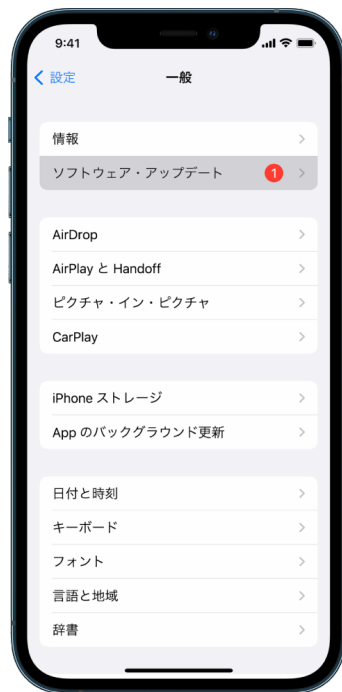 9:41
設定
一般
情報
ソフトウェア・アップデート 1
AirDrop
AirPlay と Handoff
ピクチャ・イン・ピクチャ
CarPlay
iPhone ストレージ
App のバックグラウンド更新
日付と時刻
キーボード
フォント
言語と地域
辞書